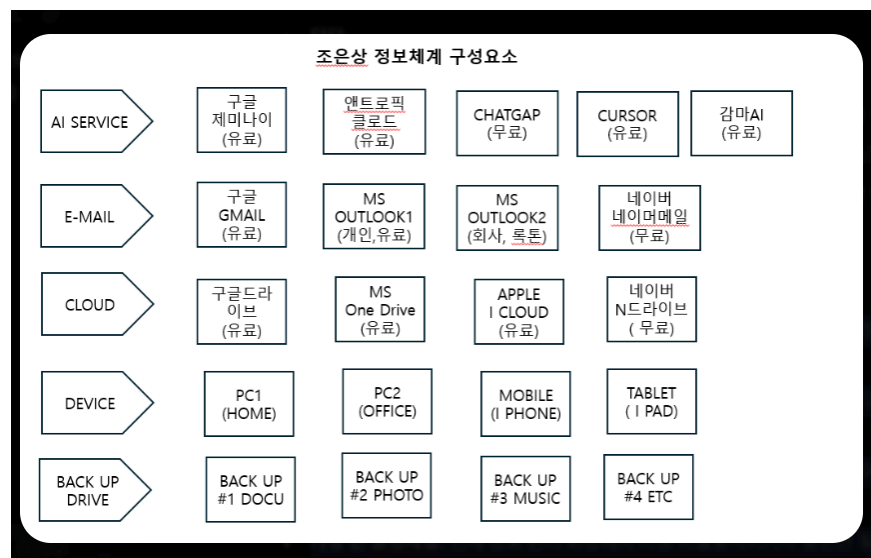 조은상 정보체계 구성요소
AI SERVICE
구글
제미나이
(유료)
앤트로픽
클로드
(유료)
CHATGAP
(무료)
CURSOR
(유료)
감마AI
(유료)
E-MAIL
구글
GMAIL
(유료)
MS
OUTLOOK1
(개인,유료)
MS
OUTLOOK2
(회사, 록톤)
네이버
네이머메일
(무료)
CLOUD
구글드라
이브
(유료)
MS
One Drive
(유료)
APPLE
I CLOUD
(유료)
네이버
N드라이브
( 무료)
DEVICE
PC1
(HOME)
PC2
(OFFICE)
MOBILE
(I PHONE)
TABLET
( I PAD)
BACK UP
DRIVE
BACK UP
#1 DOCU
BACK UP
#2 PHOTO
BACK UP
#3 MUSIC
BACK UP
#4 ETC